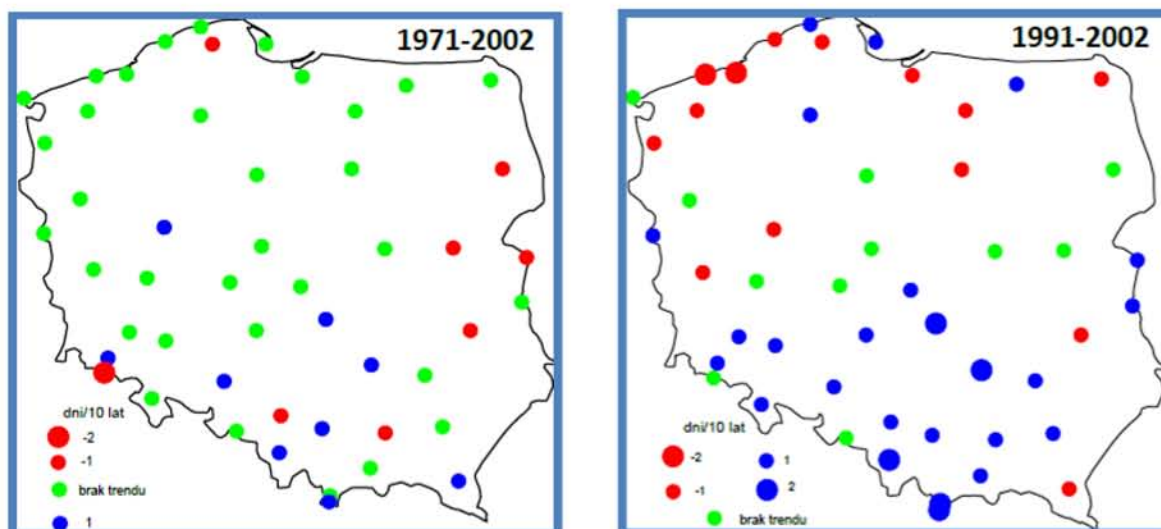 1971-2002
dni/10 lat
-2
-1
brak trendu
1
1991-2002
dni/10 lat
-2
1
-1
2
brak trendu